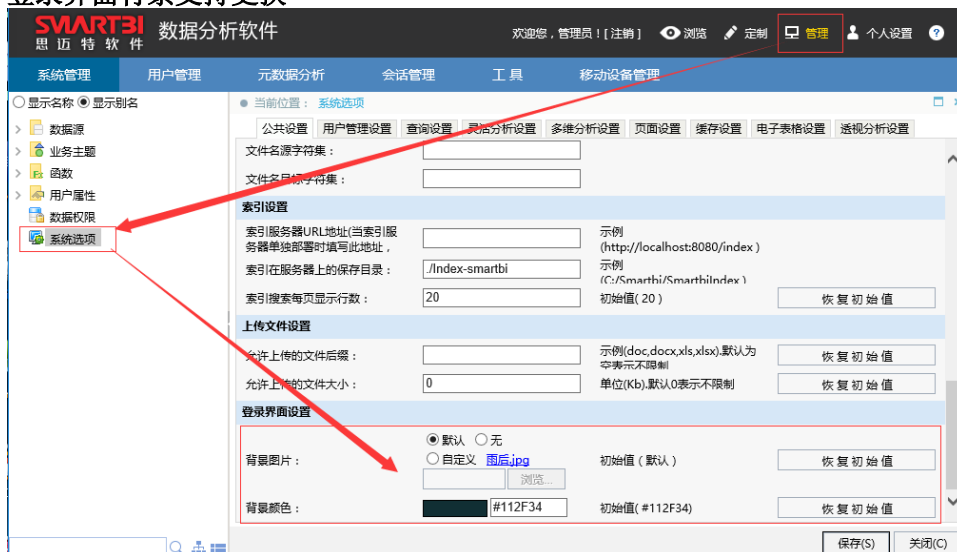 SMARTBI 数据分析软件
思迈特软件
欢迎您，管理员！[ 注销 ] 浏览 定制 管理 个人设置 ?
系统管理 用户管理 元数据分析 会话管理 工具 移动设备管理
显示名称 显示别名
数据源
业务主题
函数
用户属性
数据权限
系统选项
当前位置： 系统选项
公共设置 用户管理设置 查询设置 灵活分析设置 多维分析设置 页面设置 缓存设置 电子表格设置 透视分析设置
文件名源字符集：
文件名目标字符集：
索引设置
索引服务器URL地址(当索引服 示例
务器单独部署时填写此地址， (http://localhost:8080/index )
索引在服务器上的保存目录： ./Index-smartbi 示例
(C:/Smartbi/SmartbiIndex )
索引搜索每页显示行数： 20 初始值( 20 ) 恢复初始值
上传文件设置
允许上传的文件后缀： 示例(doc,docx,xls,xlsx).默认为 恢复初始值
空表示不限制
允许上传的文件大小： 0 单位(Kb).默认0表示不限制 恢复初始值
登录界面设置
默认 无
背景图片： 自定义 雨后.jpg 初始值 ( 默认 ) 恢复初始值
浏览...
背景颜色： #112F34 初始值( #112F34) 恢复初始值
保存(S) 关闭(C)